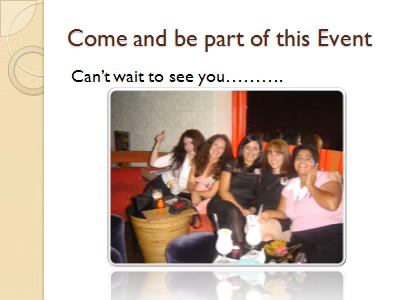 Come and be part of this Event
Can't wait to see you……….